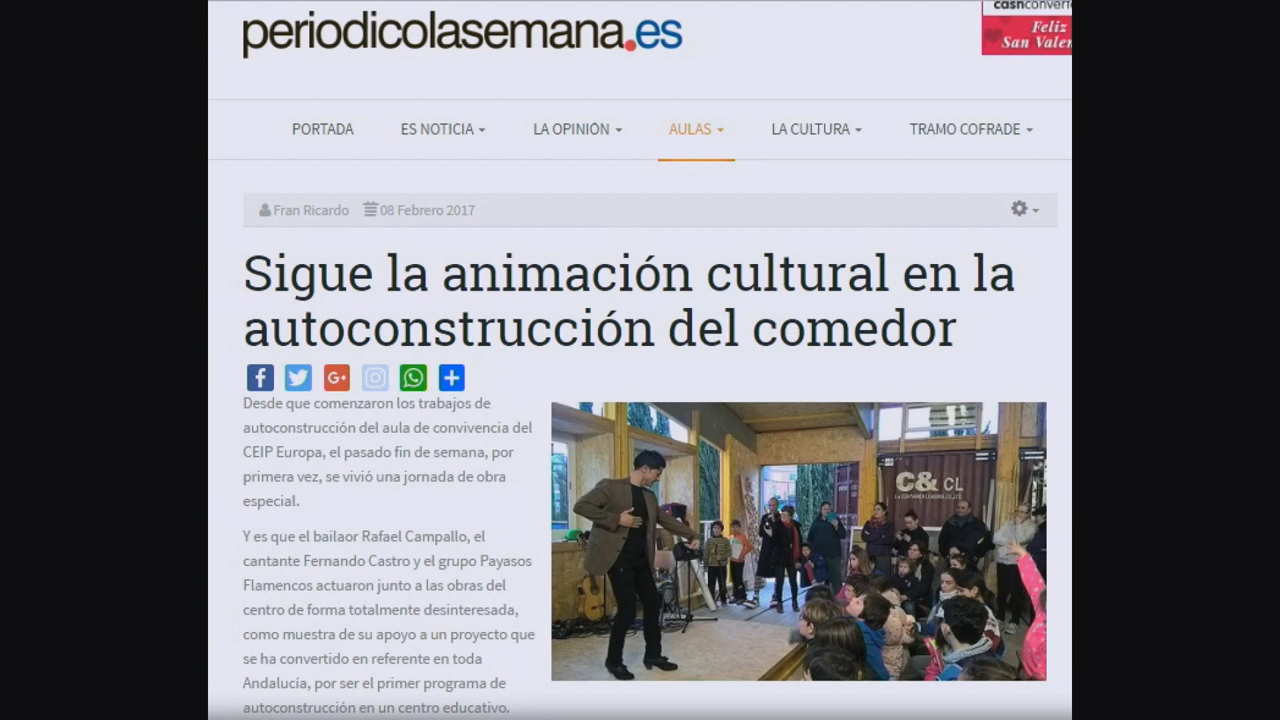 periodicolasemana.es
Feliz
PORTADA
ES NOTICIA
LA OPINIÓN
AULAS
LA CULTURA
TRAMO COFRADE
Fran Ricardo
08 Febrero 2017
Sigue la animación cultural en la
autoconstrucción del comedor
Desde que comenzaron los trabajos de
autoconstrucción del aula de convivencia del
CEIP Europa, el pasado fin de semana, por
primera vez, se vivió una jornada de obra
especial.
Y es que el bailaor Rafael Campallo, el
cantante Fernando Castro y el grupo Payasos
Flamencos actuaron junto a las obras del
centro de forma totalmente desinteresada,
como muestra de su apoyo a un proyecto que
se ha convertido en referente en toda
Andalucía, por ser el primer programa de
autoconstrucción en un centro educativo.
C& CL